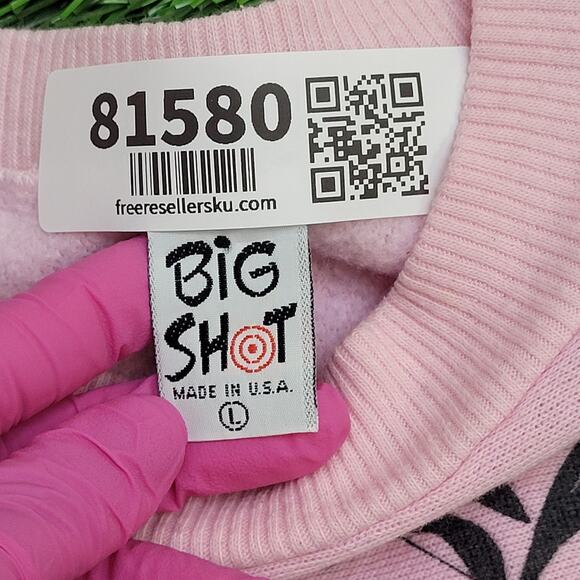 81580
freeresellersku.com
BiG
SHOT
MADE IN U.S.A.
L